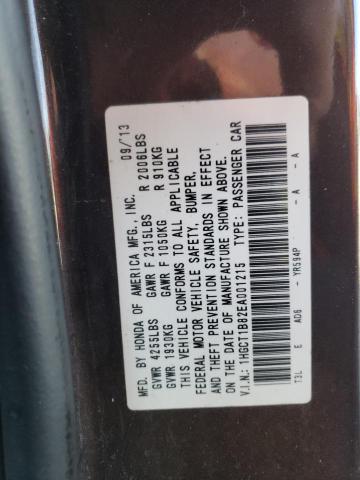 MFD. BY HONDA OF AMERICA MFG., INC. 09/'13
GVWR 4255LBS GAWR F 2315LBS R 2006LBS
GVWR 1930KG GAWR F 1050KG R 910KG
THIS VEHICLE CONFORMS TO ALL APPLICABLE
FEDERAL MOTOR VEHICLE SAFETY, BUMPER,
AND THEFT PREVENTION STANDARDS IN EFFECT
ON THE DATE OF MANUFACTURE SHOWN ABOVE.
V.I.N.: 1HGCT1B82EA001215 TYPE: PASSENGER CAR
T3L E AD6 - YR594P - A - A